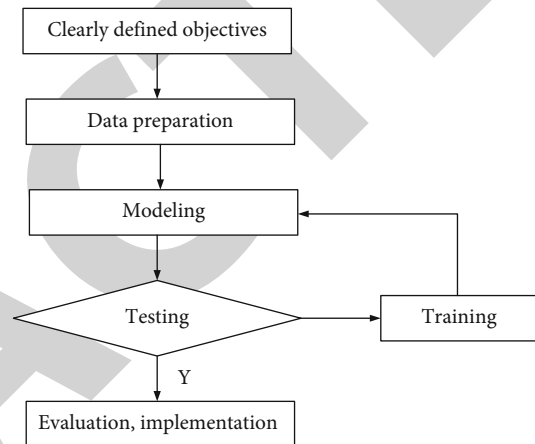 Clearly defined objectives
Data preparation
Modeling
Testing
Training
Y
Evaluation, implementation